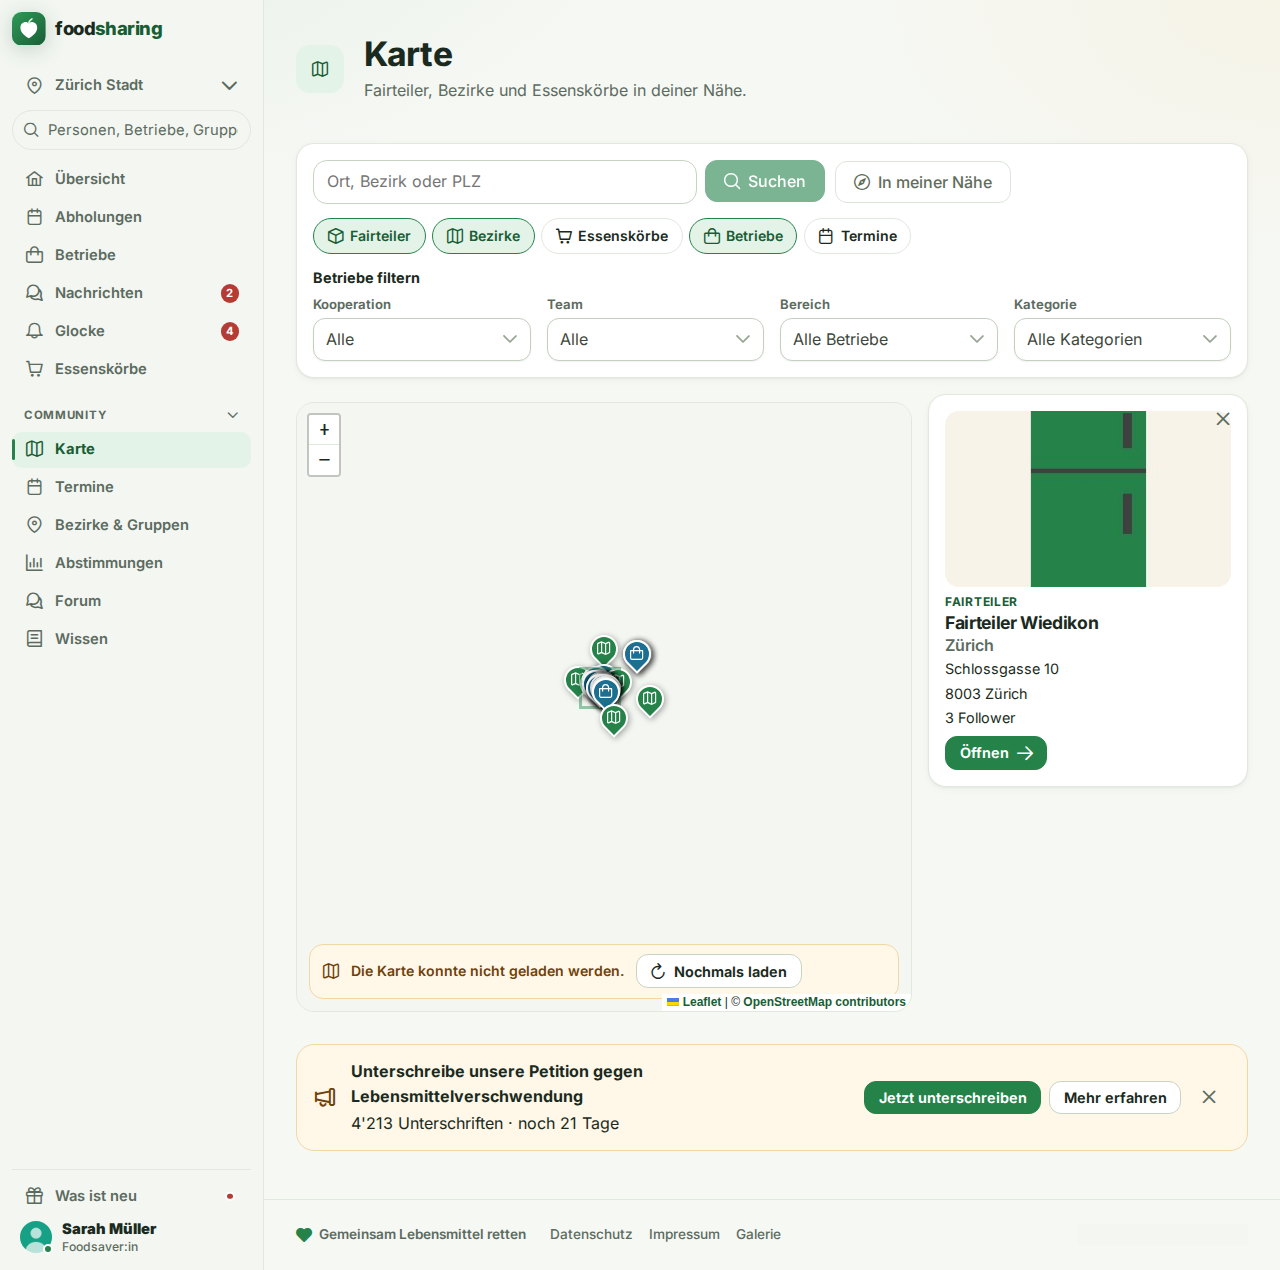 foodsharing
Zürich Stadt
Personen, Betriebe, Grupp
Übersicht
Abholungen
Betriebe
Nachrichten 2
Glocke 4
Essenskörbe
COMMUNITY
Karte
Termine
Bezirke & Gruppen
Abstimmungen
Forum
Wissen
Was ist neu
Sarah Müller
Foodsaver:in
Karte
Fairteiler, Bezirke und Essenskörbe in deiner Nähe.
Ort, Bezirk oder PLZ Suchen In meiner Nähe
Fairteiler Bezirke Essenskörbe Betriebe Termine
Betriebe filtern
Kooperation Team Bereich Kategorie
Alle Alle Alle Betriebe Alle Kategorien
+
−
Die Karte konnte nicht geladen werden. Nochmals laden
Leaflet | © OpenStreetMap contributors
FAIRTEILER
Fairteiler Wiedikon
Zürich
Schlossgasse 10
8003 Zürich
3 Follower
Öffnen
Unterschreibe unsere Petition gegen
Lebensmittelverschwendung
4'213 Unterschriften · noch 21 Tage
Jetzt unterschreiben Mehr erfahren
Gemeinsam Lebensmittel retten Datenschutz Impressum Galerie